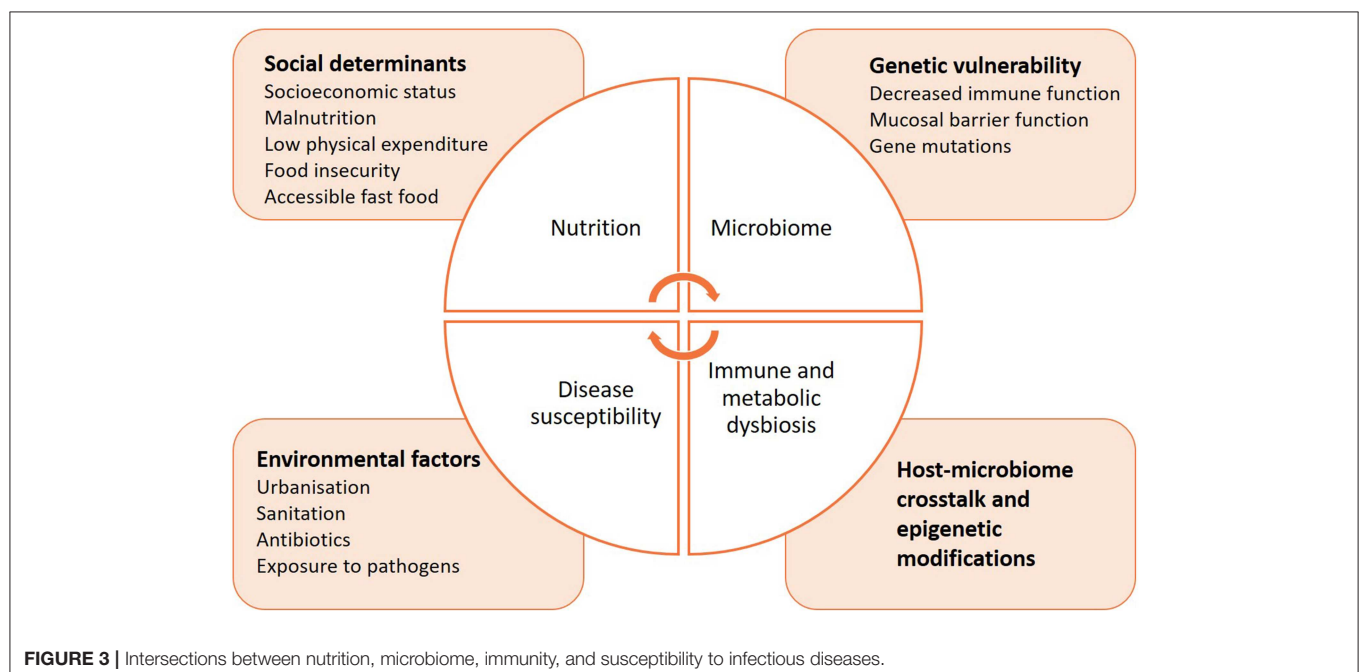 Social determinants
Socioeconomic status
Malnutrition
Low physical expenditure
Food insecurity
Accessible fast food
Genetic vulnerability
Decreased immune function
Mucosal barrier function
Gene mutations
Nutrition
Microbiome
Disease
susceptibility
Immune and
metabolic
dysbiosis
Environmental factors
Urbanisation
Sanitation
Antibiotics
Exposure to pathogens
Host-microbiome
crosstalk and
epigenetic
modifications
FIGURE 3 | Intersections between nutrition, microbiome, immunity, and susceptibility to infectious diseases.